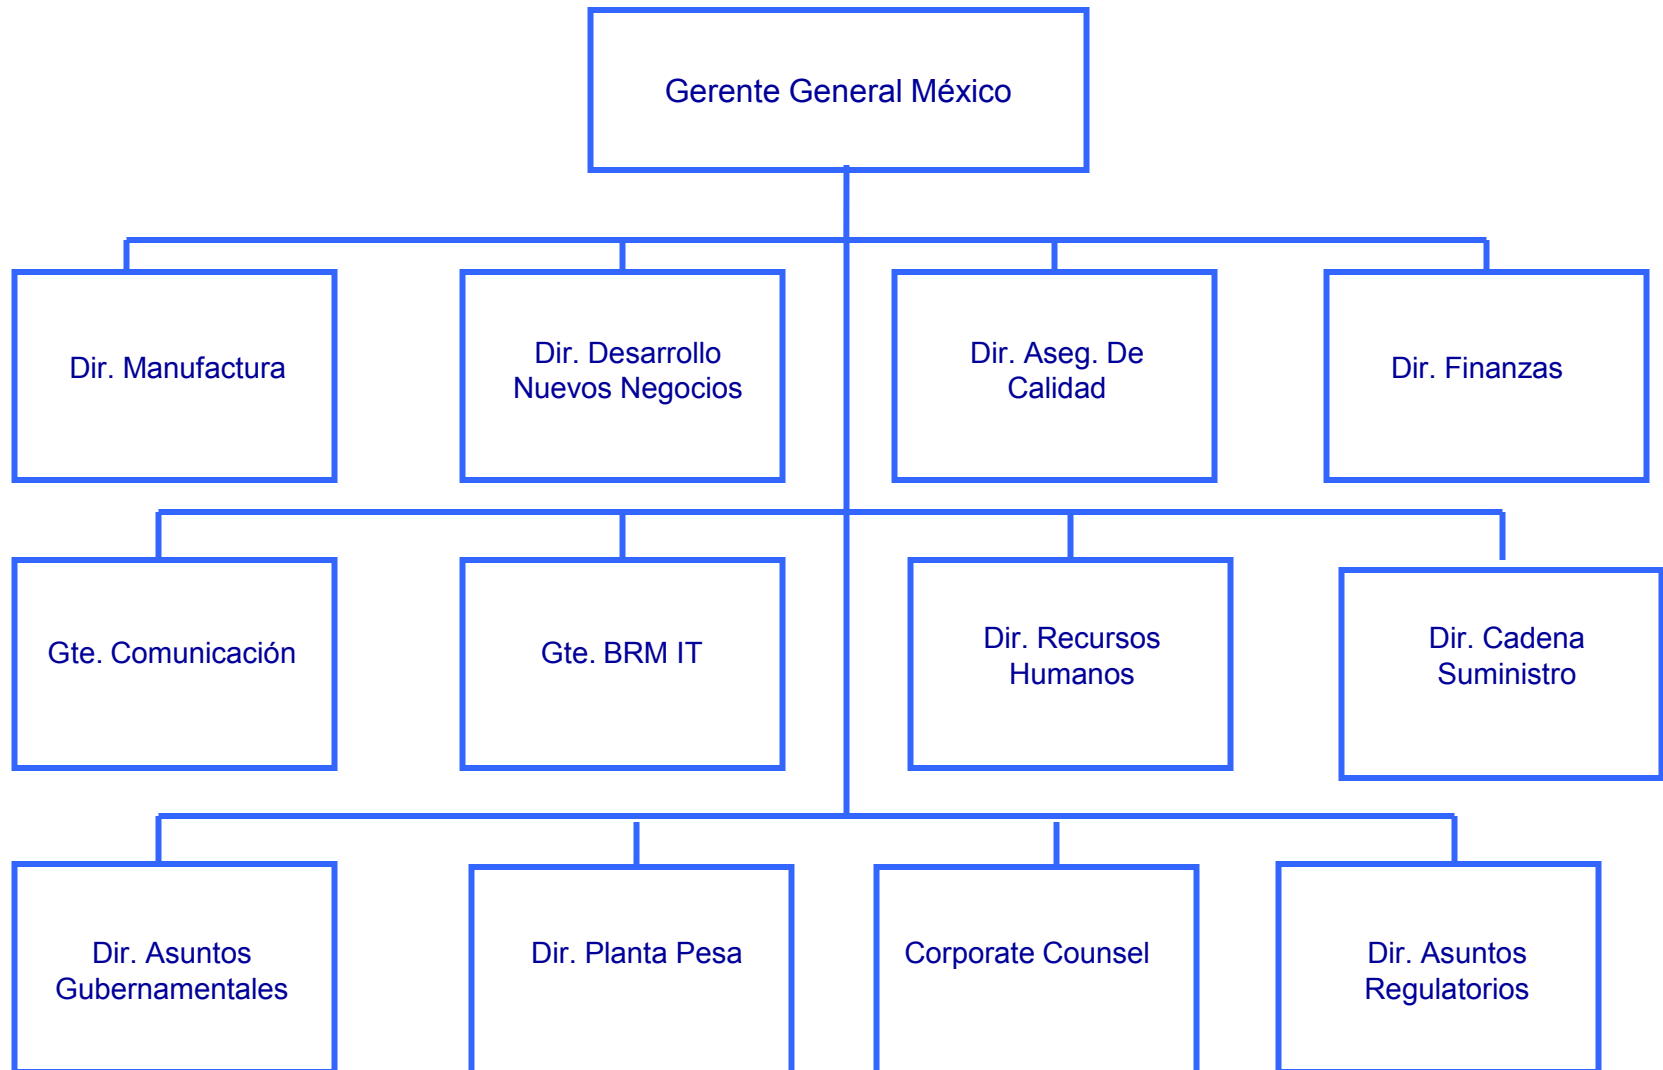 Gerente General México
Dir. Manufactura
Dir. Desarrollo
Nuevos Negocios
Dir. Aseg. De
Calidad
Dir. Finanzas
Gte. Comunicación
Gte. BRM IT
Dir. Recursos
Humanos
Dir. Cadena
Suministro
Dir. Asuntos
Gubernamentales
Dir. Planta Pesa
Corporate Counsel
Dir. Asuntos
Regulatorios